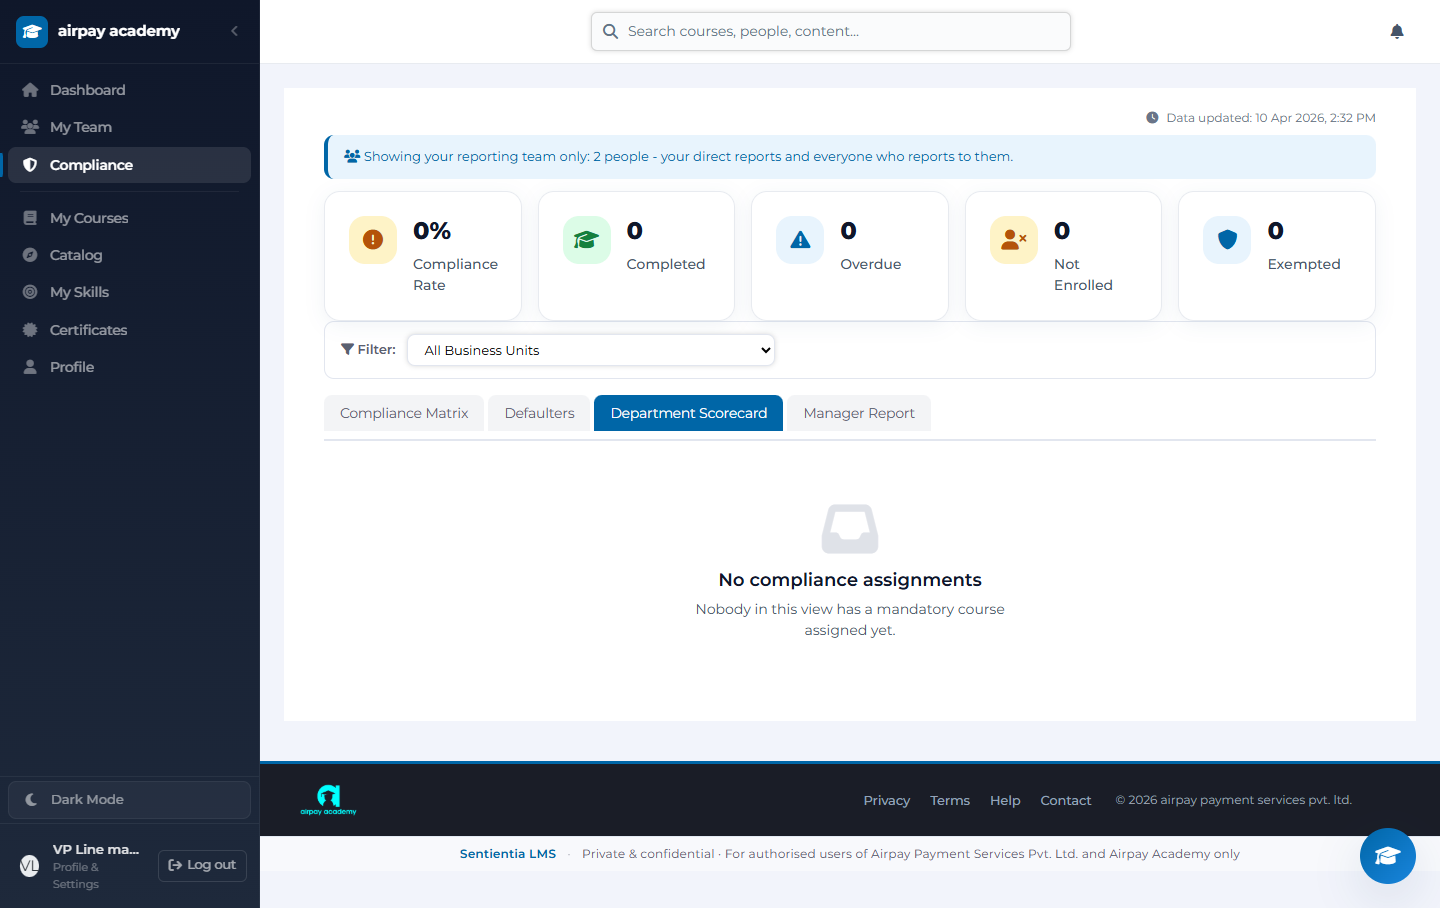 airpay academy
Search courses, people, content...
Dashboard
My Team
Compliance
My Courses
Catalog
My Skills
Certificates
Profile
Dark Mode
VL
VP Line ma...
Profile &
Settings
Log out
Data updated: 10 Apr 2026, 2:32 PM
Showing your reporting team only: 2 people - your direct reports and everyone who reports to them.
0%
Compliance
Rate
0
Completed
0
Overdue
0
Not
Enrolled
0
Exempted
Filter:
All Business Units
Compliance Matrix
Defaulters
Department Scorecard
Manager Report
No compliance assignments
Nobody in this view has a mandatory course
assigned yet.
airpay academy
Privacy
Terms
Help
Contact
© 2026 airpay payment services pvt. ltd.
Sentientia LMS · Private & confidential · For authorised users of Airpay Payment Services Pvt. Ltd. and Airpay Academy only